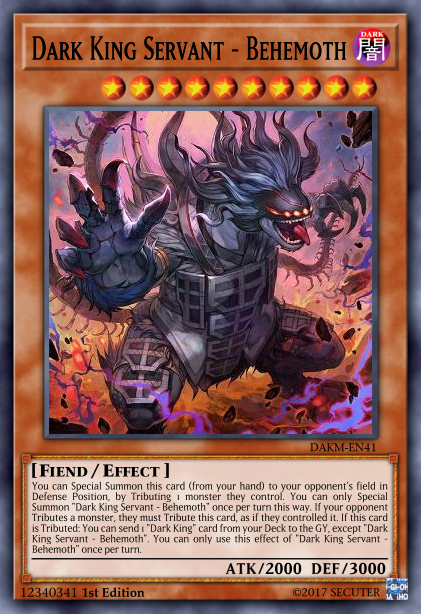 DARK KING SERVANT - BEHEMOTH
DARK
闇
DAKM-EN41
[FIEND / EFFECT ]
You can Special Summon this card (from your hand) to your opponent's field in
Defense Position, by Tributing 1 monster they control. You can only Special
Summon "Dark King Servant - Behemoth" once per turn this way. If your opponent
Tributes a monster, they must Tribute this card, as if they controlled it. If this card
is Tributed: You can send 1 "Dark King" card from your Deck to the GY, except "Dark
King Servant - Behemoth". You can only use this effect of "Dark King Servant -
Behemoth" once per turn.
ATK/2000 DEF/3000
12340341 1st Edition
©2017 SECUTER